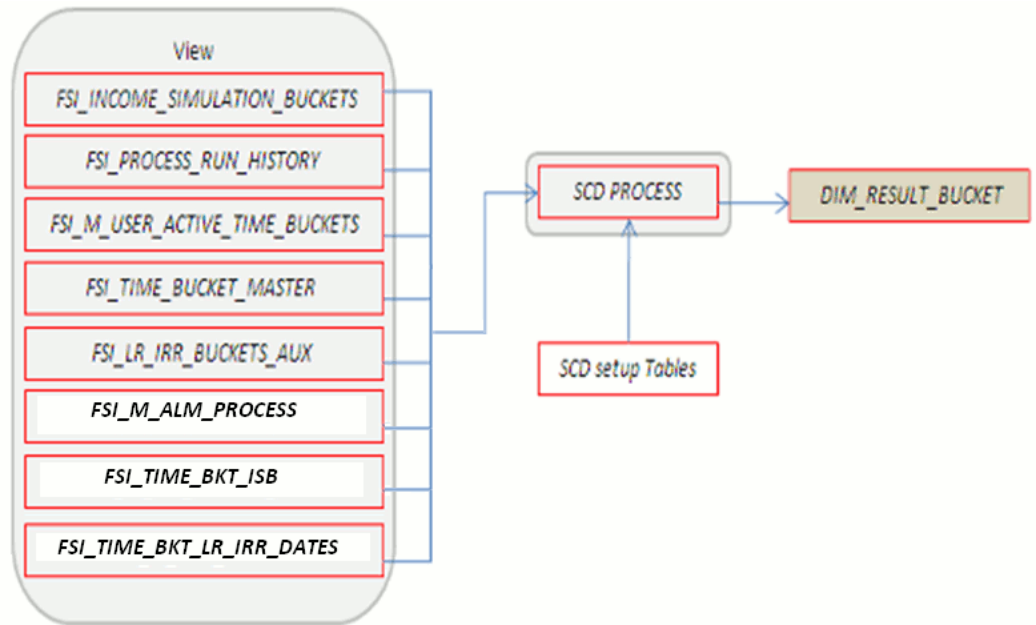 View
FSI_INCOME_SIMULATION_BUCKETS
FSI_PROCESS_RUN_HISTORY
FSI_M_USER_ACTIVE_TIME_BUCKETS
FSI_TIME_BUCKET_MASTER
FSI_LR_IRR_BUCKETS_AUX
FSI_M_ALM_PROCESS
FSI_TIME_BKT_ISB
FSI_TIME_BKT_LR_IRR_DATES
SCD PROCESS
SCD setup Tables
DIM_RESULT_BUCKET